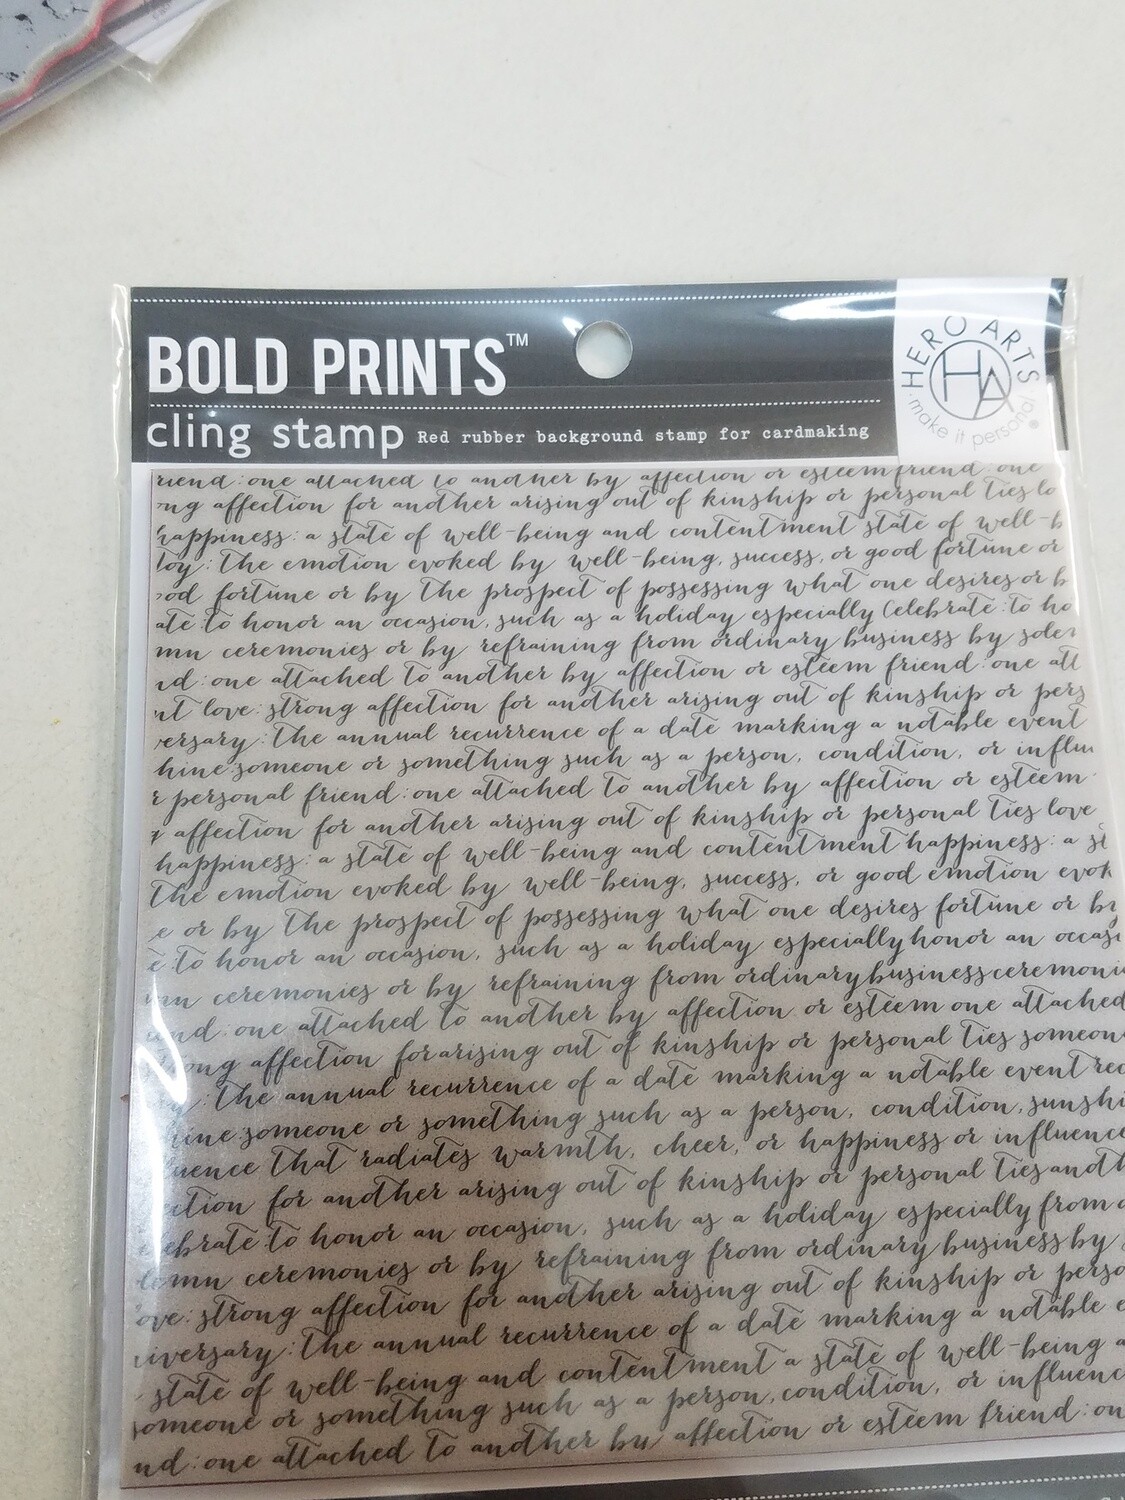 BOLD PRINTS™
cling stamp Red rubber background stamp for cardmaking
HERO ARTS
HA
make it personal
one attached to another by affection or esteem friend: one
affection for another arising out of kinship or personal ties
happiness: a state of well-being and contentment state of well-
The emotion evoked by well-being, success, or good fortune or
fortune or by The prospect of possessing what one desires or
to honor an occasion, such as a holiday especially Celebrate: To
ceremonies or by refraining from ordinary business by
one attached to another by affection or esteem friend: one
love: strong affection for another arising out of kinship or
The annual recurrence of a date marking a notable event
someone or something such as a person, condition, or
personal friend: one attached to another by affection or esteem
affection for another arising out of kinship or personal ties love
happiness: a state of well-being and contentment happiness: a
The emotion evoked by well-being, success, or good emotion
or by The prospect of possessing what one desires fortune or
To honor an occasion, such as a holiday especially honor an
ceremonies or by refraining from ordinary business
one attached to another by affection or esteem one attached
affection for arising out of kinship or personal ties
The annual recurrence of a date marking a notable event
someone or something such as a person, condition,
That radiates warmth, cheer, or happiness or influence
for another arising out of kinship or personal ties
To honor an occasion, such as a holiday especially from
ceremonies or by refraining from ordinary business by
strong affection for another arising out of kinship or
The annual recurrence of a date marking a notable
state of well-being and contentment a state of well-being
someone or something such as a person, condition, or
one attached to another by affection or esteem friend: